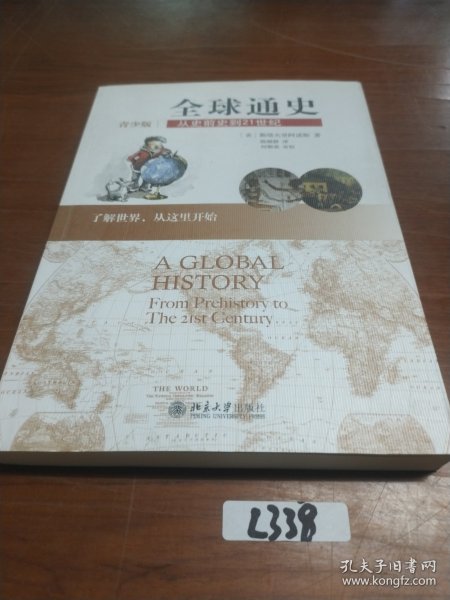 全球通史
青少版
从史前史到21世纪
[美] 斯塔夫里阿诺斯 著
了解世界，从这里开始
A GLOBAL
HISTORY
From Prehistory to
The 21st Century
THE WORLD
北京大学出版社
PEKING UNIVERSITY PRESS
L338
孔夫子旧书网
www.kongfz.com